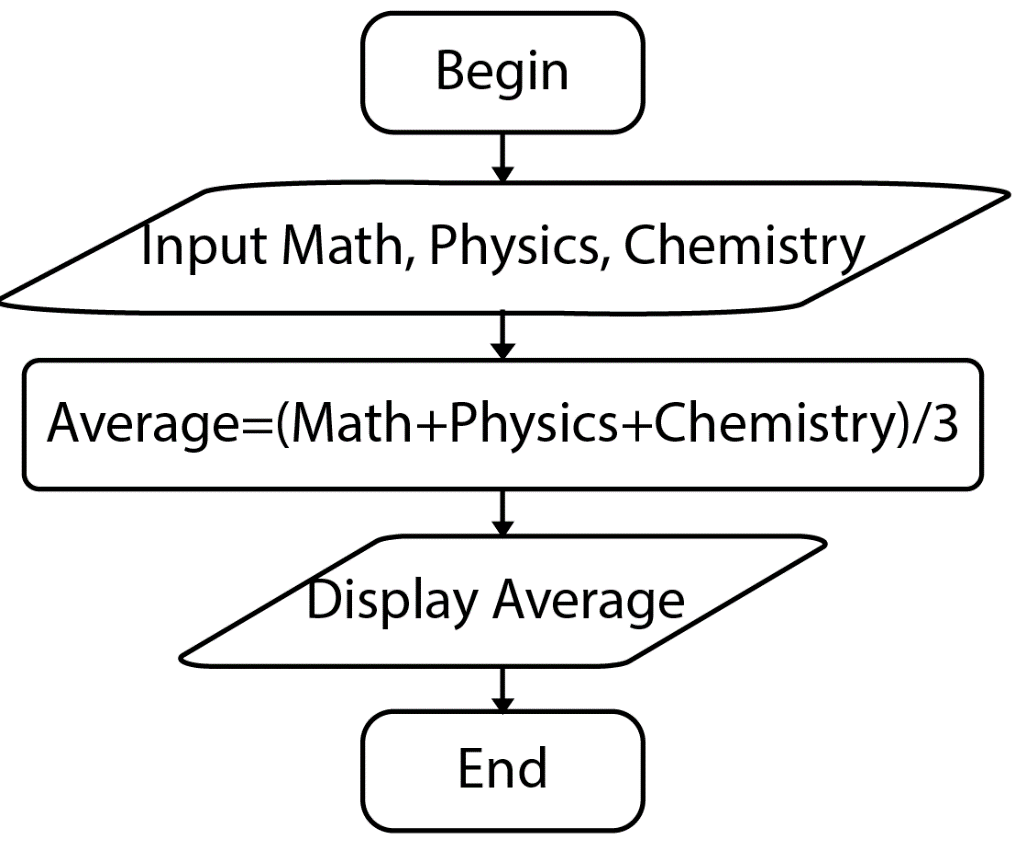 Begin
Input Math, Physics, Chemistry
Average=(Math+Physics+Chemistry)/3
Display Average
End